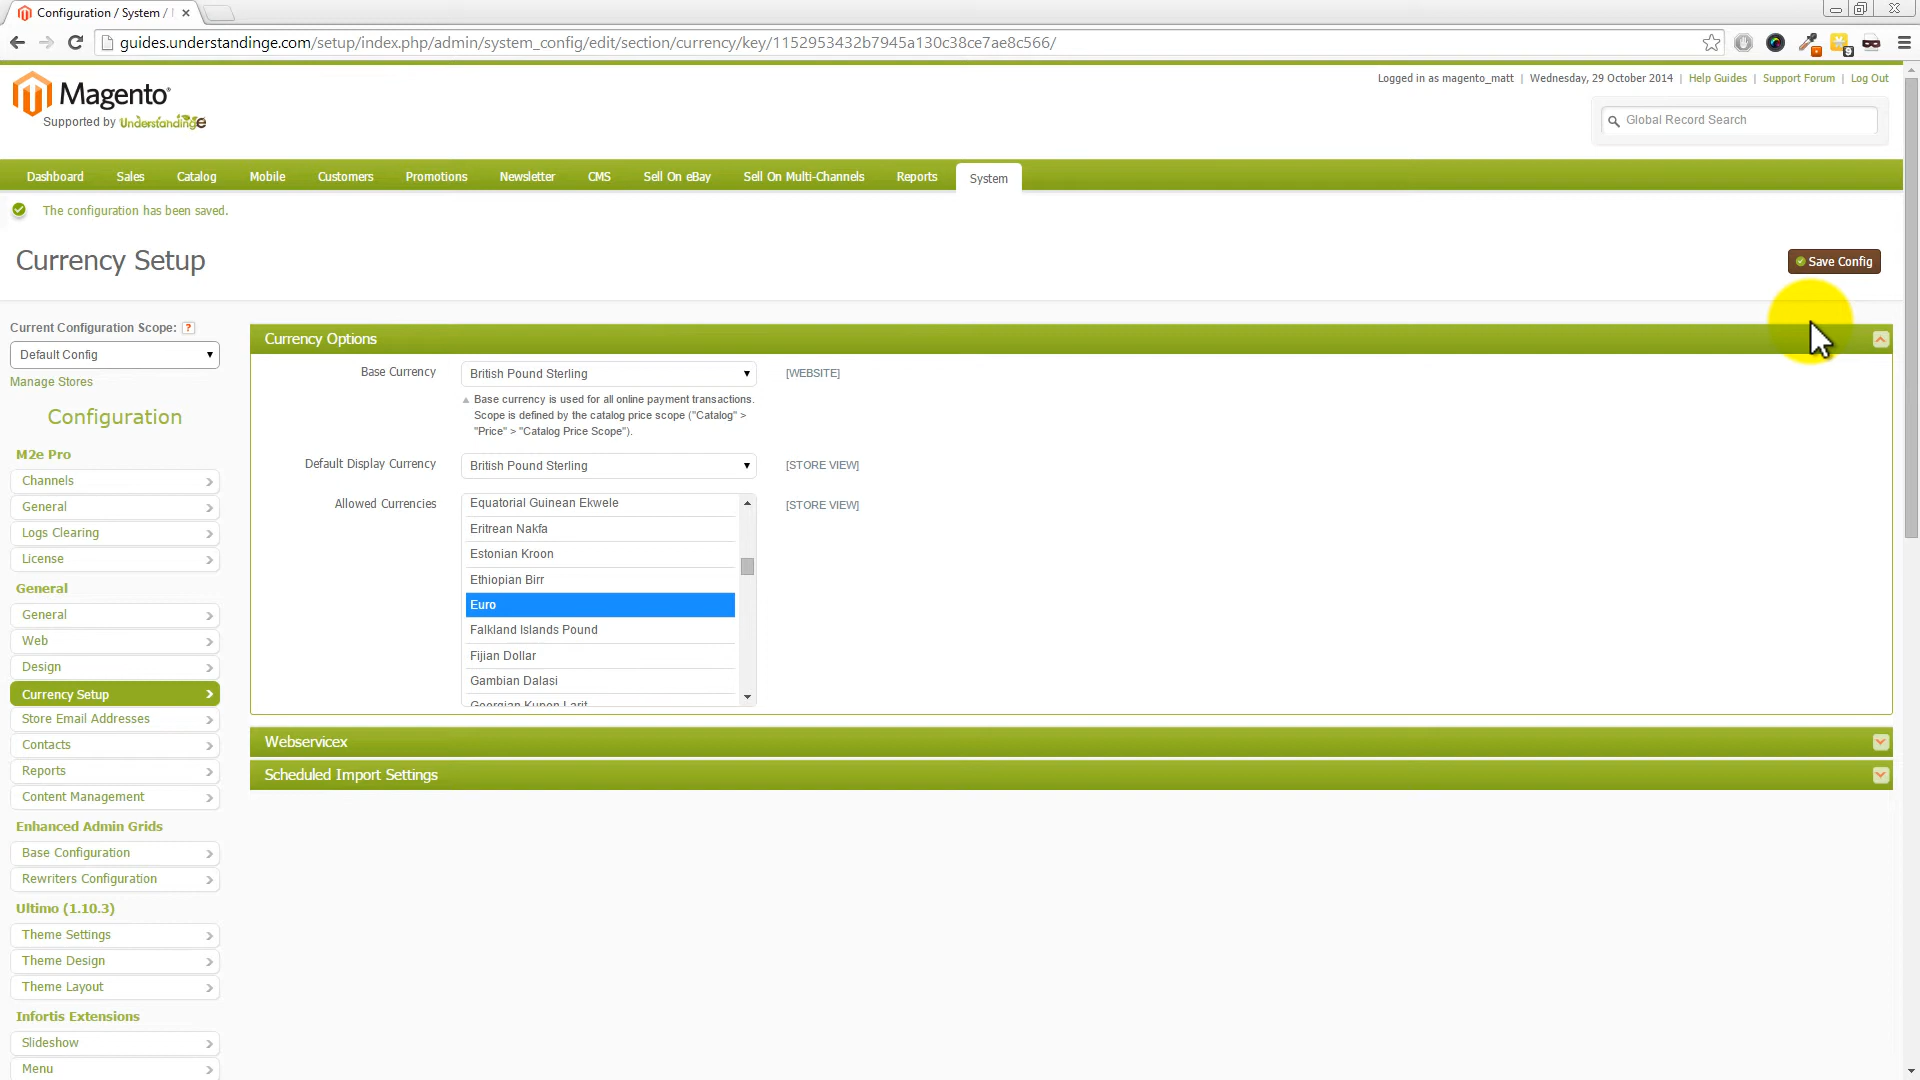 Configuration / System /
guides.understandinge.com/setup/index.php/admin/system_config/edit/section/currency/key/1152953432b7945a130c38ce7ae8c566/
Logged in as magento_matt | Wednesday, 29 October 2014 | Help Guides | Support Forum | Log Out
Magento
Supported by Understandinge
Global Record Search
Dashboard Sales Catalog Mobile Customers Promotions Newsletter CMS Sell On eBay Sell On Multi-Channels Reports System
The configuration has been saved.
Currency Setup
Save Config
Current Configuration Scope: ?
Default Config
Manage Stores
Configuration
M2e Pro
Channels
General
Logs Clearing
License
General
General
Web
Design
Currency Setup
Store Email Addresses
Contacts
Reports
Content Management
Enhanced Admin Grids
Base Configuration
Rewriters Configuration
Ultimo (1.10.3)
Theme Settings
Theme Design
Theme Layout
Infortis Extensions
Slideshow
Menu
Currency Options
Base Currency British Pound Sterling [WEBSITE]
Base currency is used for all online payment transactions.
Scope is defined by the catalog price scope ("Catalog" >
"Price" > "Catalog Price Scope").
Default Display Currency British Pound Sterling [STORE VIEW]
Allowed Currencies Equatorial Guinean Ekwele [STORE VIEW]
Eritrean Nakfa
Estonian Kroon
Ethiopian Birr
Euro
Falkland Islands Pound
Fijian Dollar
Gambian Dalasi
Georgian Kupon Larit
Webservicex
Scheduled Import Settings